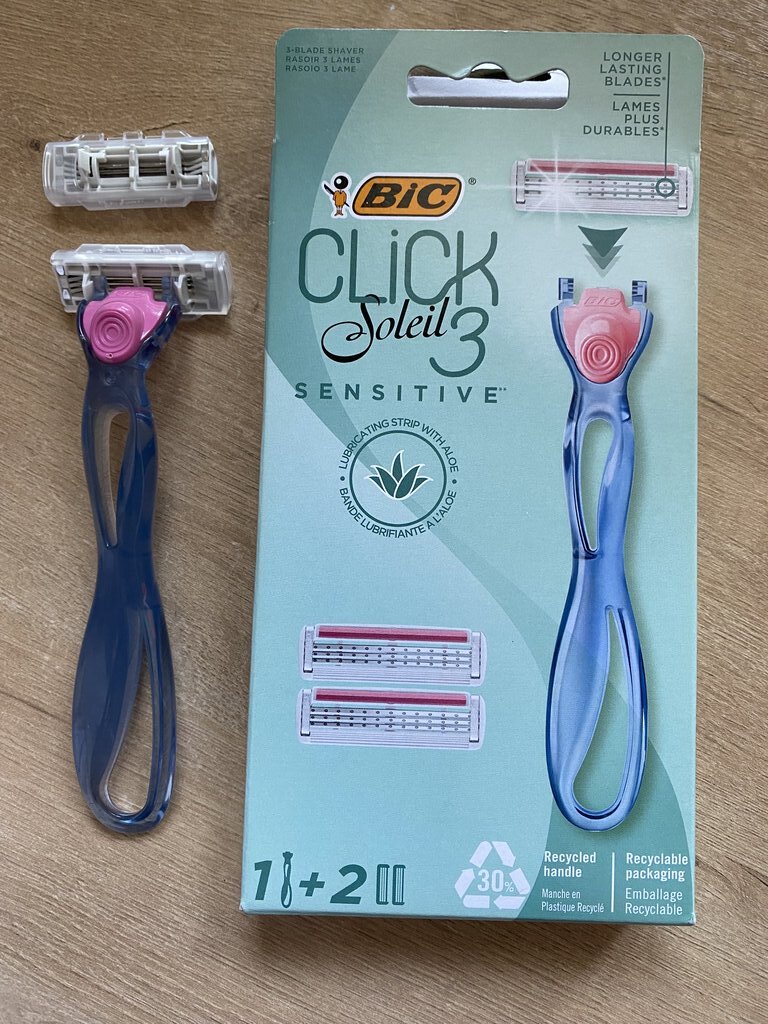 3-BLADE SHAVER
RASOIR 3 LAMES
RASOIO 3 LAME
LONGER
LASTING
BLADES*
LAMES
PLUS
DURABLES*
BiC®
CLiCK
Soleil 3
SENSITIVE**
BIC
LUBRICATING STRIP WITH ALOE
BANDE LUBRIFIANTE A L'ALOE
1 + 2
30%
Recycled
handle
Manche en
Plastique Recyclé
Recyclable
packaging
Emballage
Recyclable